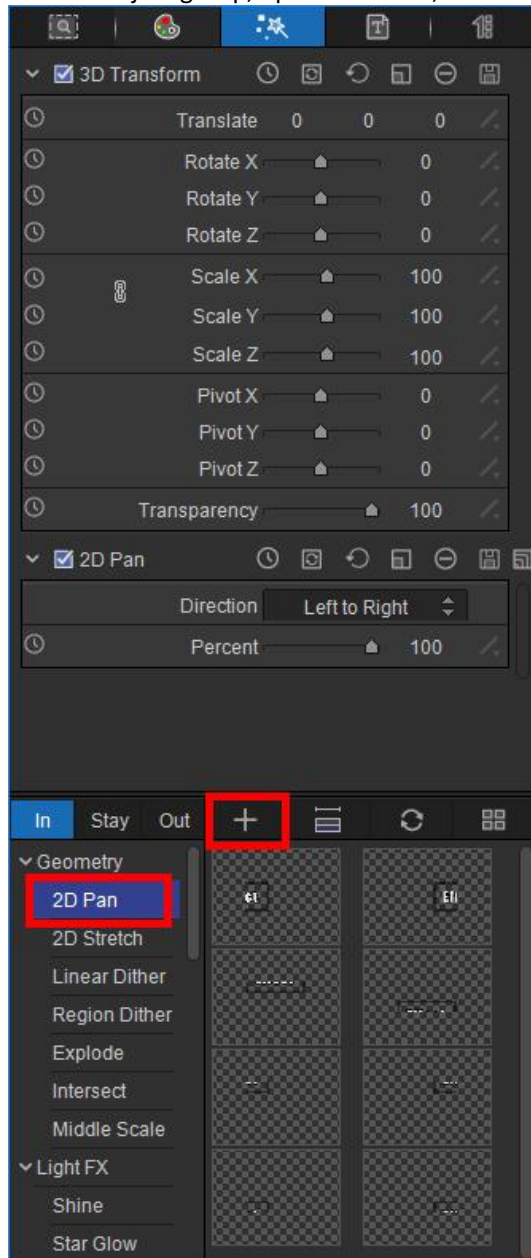 3D Transform
Translate 0 0 0
Rotate X 0
Rotate Y 0
Rotate Z 0
Scale X 100
Scale Y 100
Scale Z 100
Pivot X 0
Pivot Y 0
Pivot Z 0
Transparency 100
2D Pan
Direction Left to Right
Percent 100
In Stay Out
Geometry
2D Pan
2D Stretch
Linear Dither
Region Dither
Explode
Intersect
Middle Scale
Light FX
Shine
Star Glow